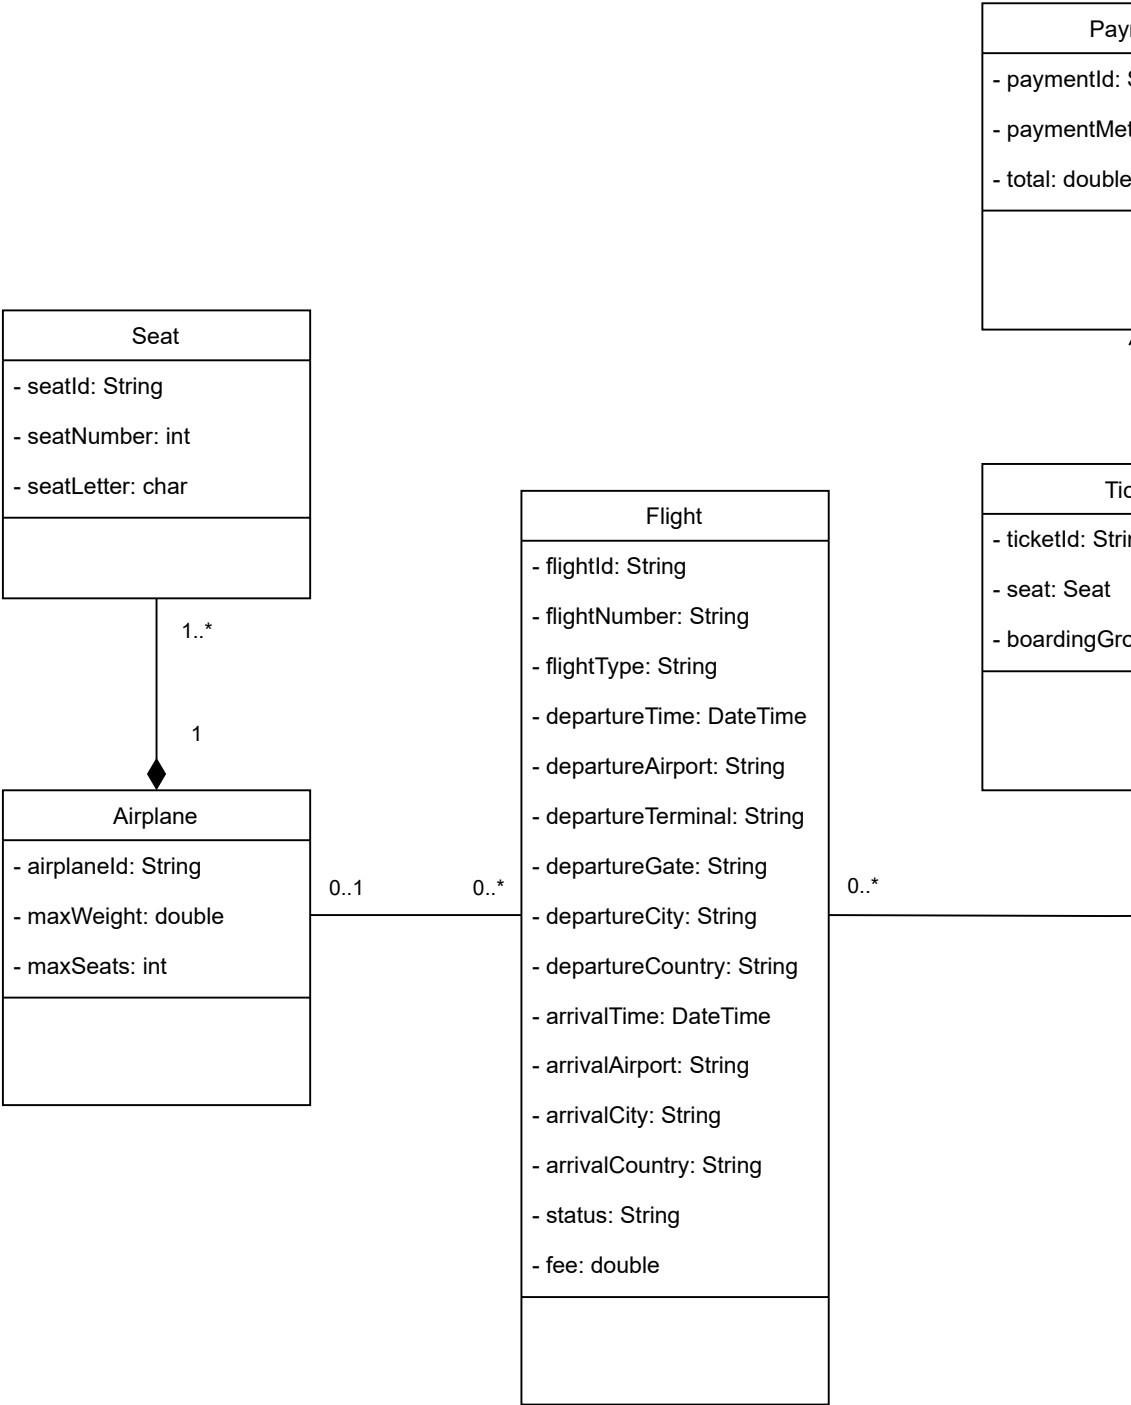 Seat
- seatId: String
- seatNumber: int
- seatLetter: char
1..*
1
Airplane
- airplaneId: String
- maxWeight: double
- maxSeats: int
0..1
0..*
Flight
- flightId: String
- flightNumber: String
- flightType: String
- departureTime: DateTime
- departureAirport: String
- departureTerminal: String
- departureGate: String
- departureCity: String
- departureCountry: String
- arrivalTime: DateTime
- arrivalAirport: String
- arrivalCity: String
- arrivalCountry: String
- status: String
- fee: double
0..*
- paymentId:
- total: double
- ticketId:
- seat: Seat